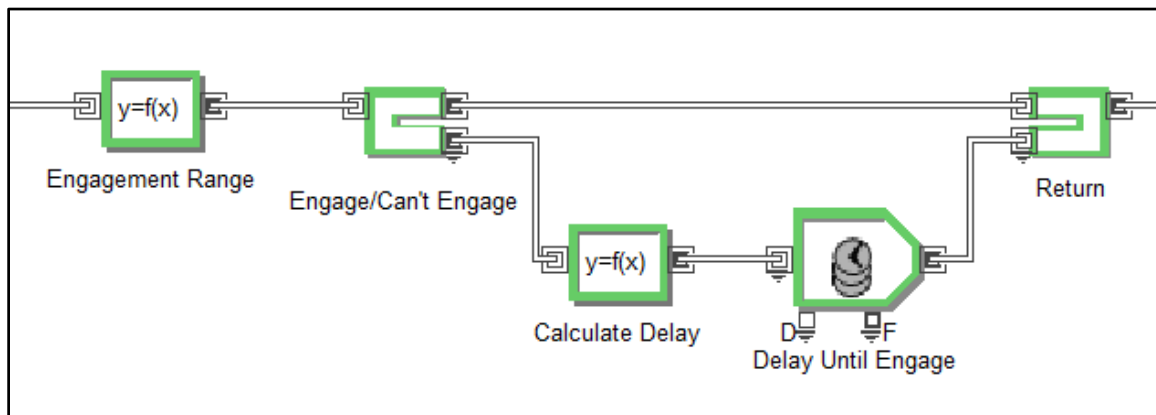 y=f(x)
Engagement Range
Engage/Can't Engage
Return
y=f(x)
Calculate Delay
D
F
Delay Until Engage